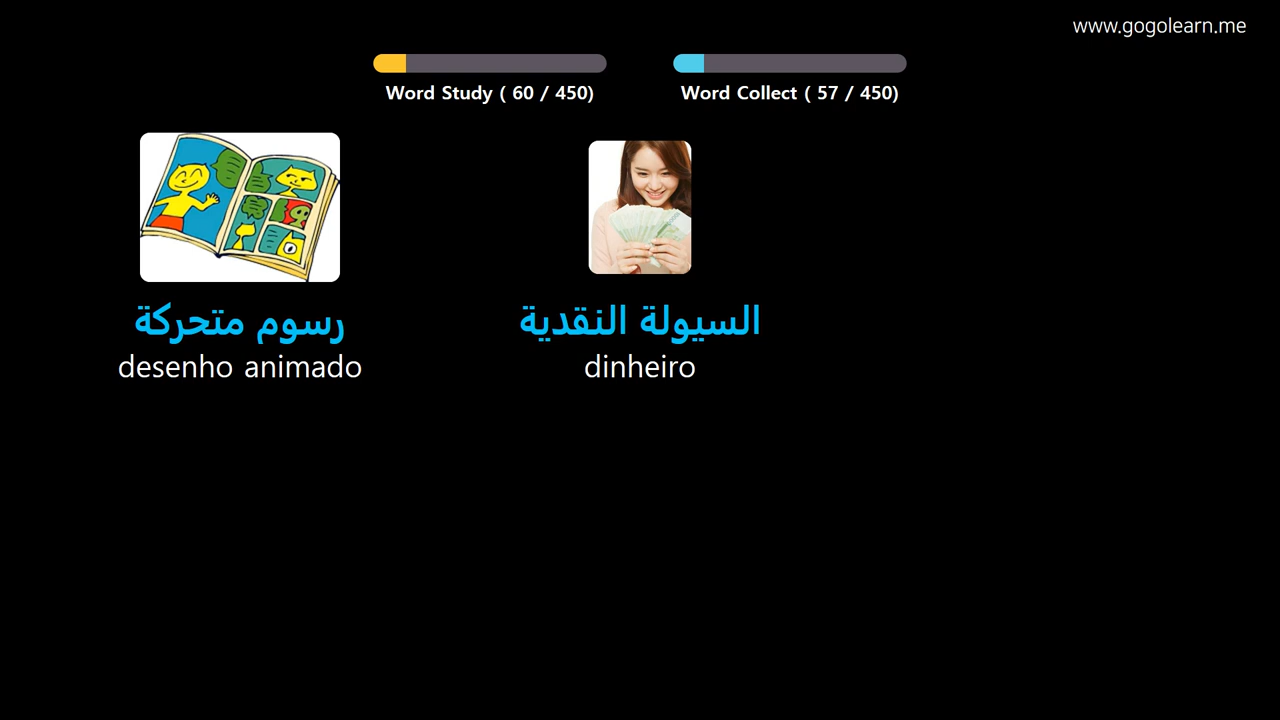 www.gogolearn.me
Word Study ( 60 / 450)
Word Collect ( 57 / 450)
رسوم متحركة
desenho animado
السيولة النقدية
dinheiro